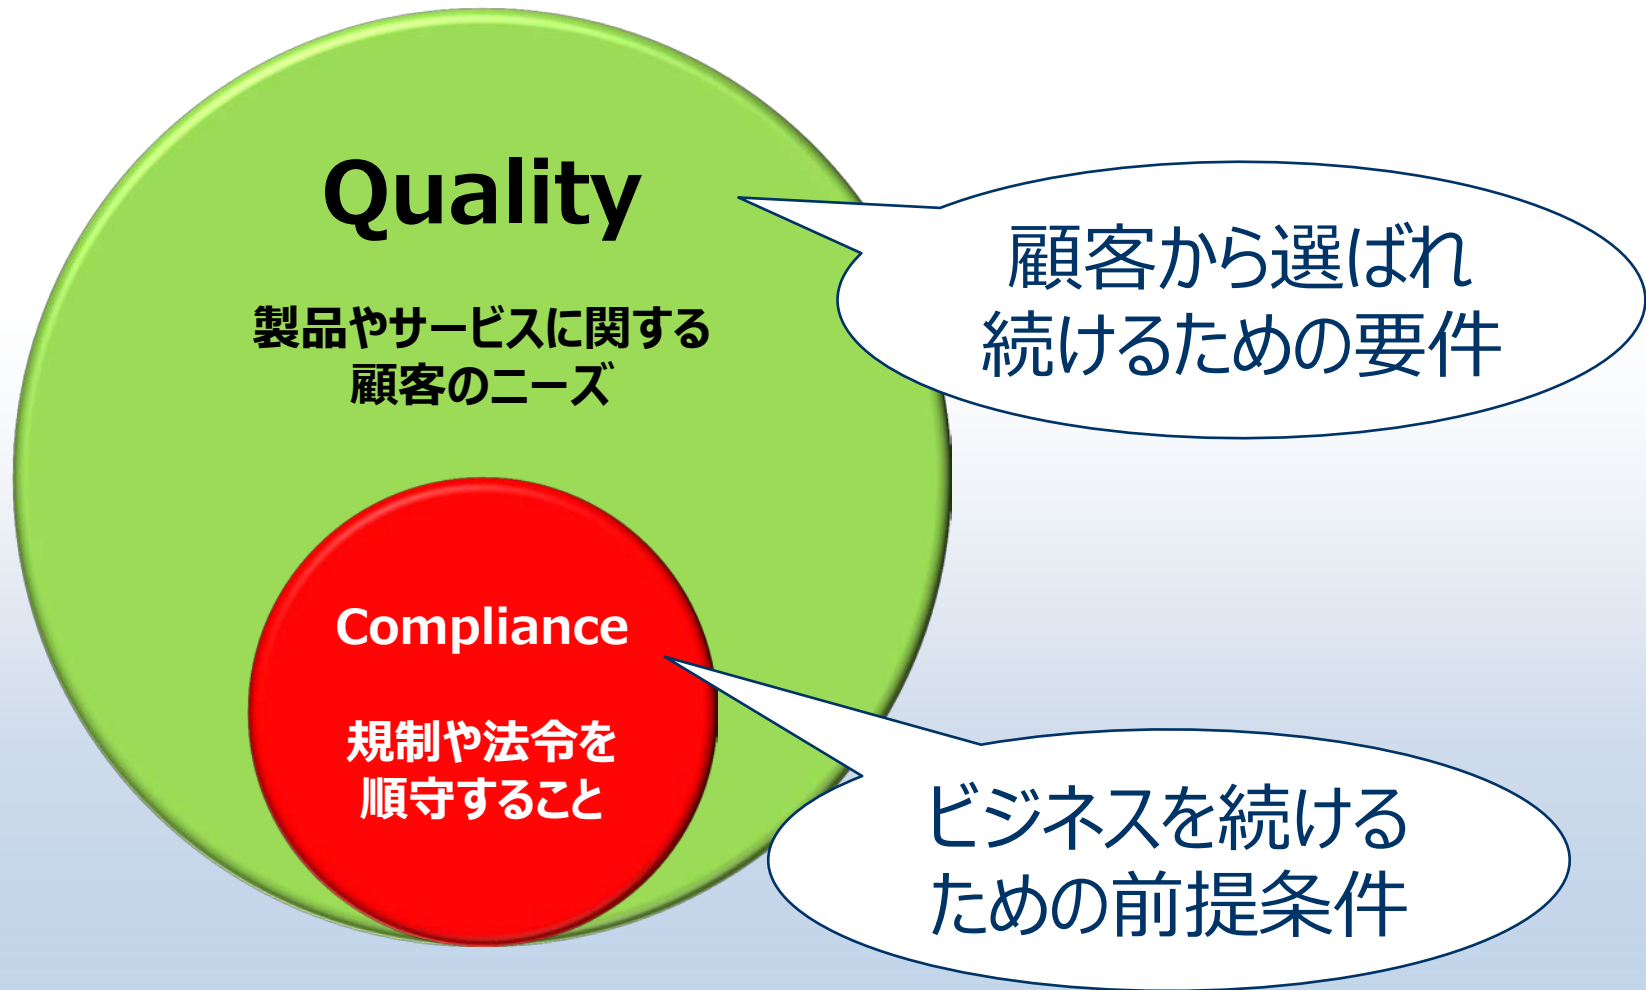 Quality
製品やサービスに関する
顧客のニーズ
顧客から選ばれ
続けるための要件
Compliance
規制や法令を
順守すること
ビジネスを続ける
ための前提条件